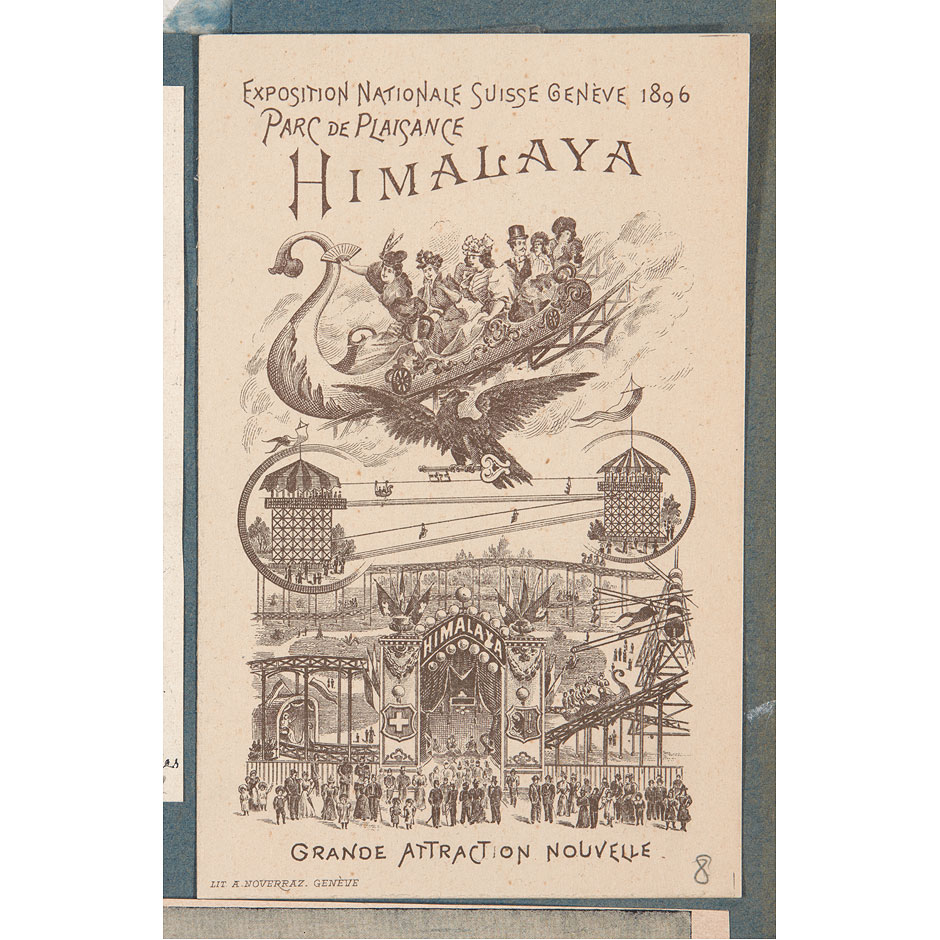 EXPOSITION NATIONALE SUISSE GENÈVE 1896
PARC DE PLAISANCE
HIMALAYA
HIMALAYA
GRANDE ATTRACTION NOUVELLE.
8
LIT. A. NOVERRAZ. GENÈVE